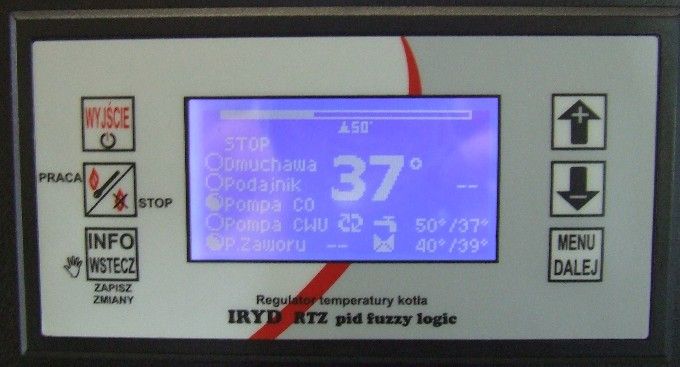 WYJŚCIE
PRACA
STOP
INFO
WSTECZ
ZAPISZ
ZMIANY
50°
STOP
Dmuchawa
37°
Podajnik --
Pompa CO
Pompa CWU 50°/37°
P.Zaworu -- 40°/39°
MENU
DALEJ
Regulator temperatury kotła
IRYD RTZ pid fuzzy logic